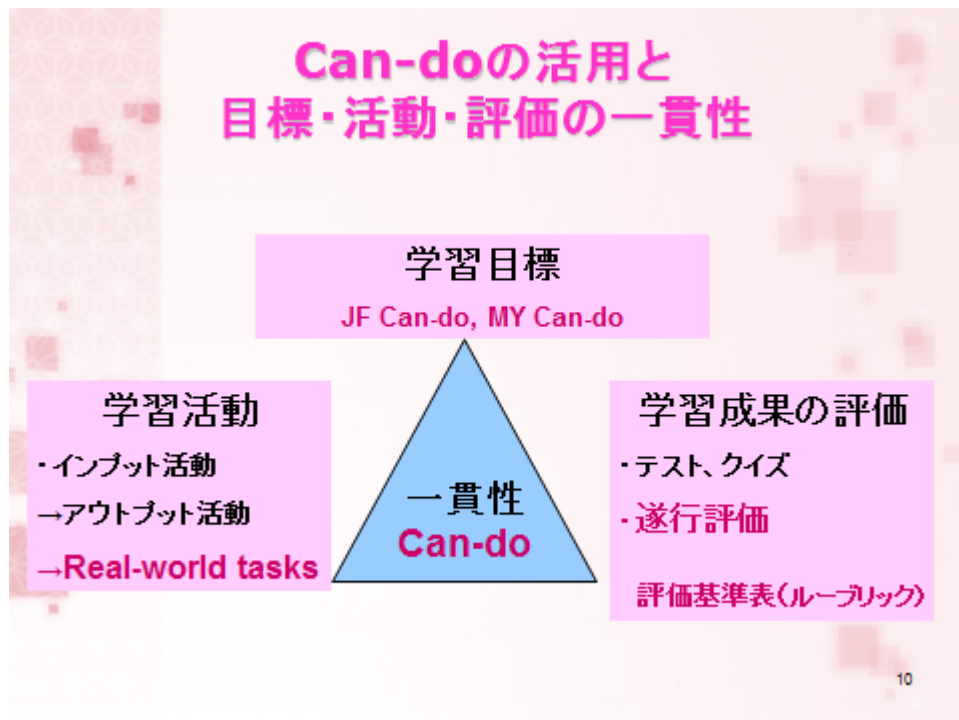 Can-doの活用と
目標・活動・評価の一貫性
学習目標
JF Can-do, MY Can-do
学習活動
・インプット活動
→アウトプット活動
→Real-world tasks
一貫性
Can-do
学習成果の評価
・テスト、クイズ
・遂行評価
評価基準表（ルーブリック）
10